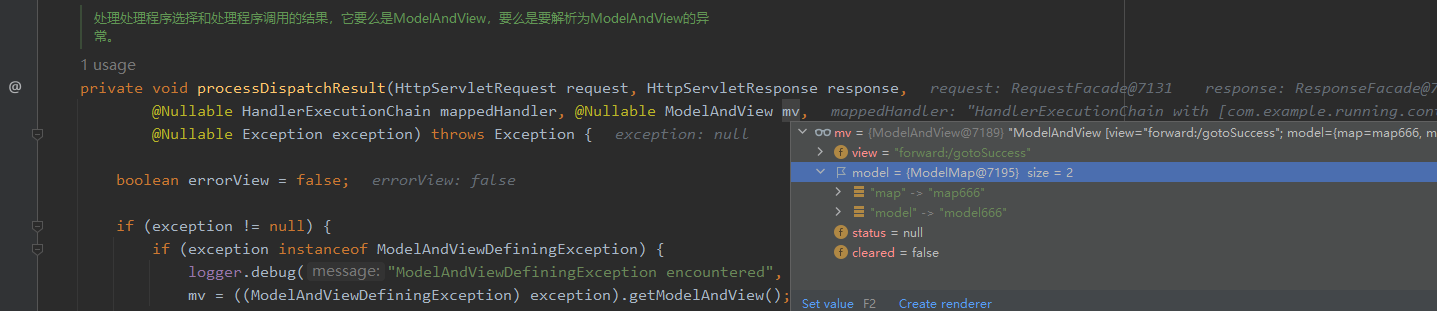 处理处理程序选择和处理程序调用的结果，它要么是ModelAndView，要么是要解析为ModelAndView的异
常。
1 usage
@ private void processDispatchResult(HttpServletRequest request, HttpServletResponse response, request: RequestFacade@7131 response: ResponseFacade@7
@Nullable HandlerExecutionChain mappedHandler, @Nullable ModelAndView mv, mappedHandler: "HandlerExecutionChain with [com.example.running.cont
@Nullable Exception exception) throws Exception { exception: null
mv = {ModelAndView@7189} "ModelAndView [view="forward:/gotoSuccess"; model={map=map666, m
view = "forward:/gotoSuccess"
boolean errorView = false; errorView: false
model = {ModelMap@7195} size = 2
"map" -> "map666"
"model" -> "model666"
if (exception != null) {
status = null
if (exception instanceof ModelAndViewDefiningException) {
cleared = false
logger.debug( message: "ModelAndViewDefiningException encountered",
mv = ((ModelAndViewDefiningException) exception).getModelAndView();
Set value F2 Create renderer